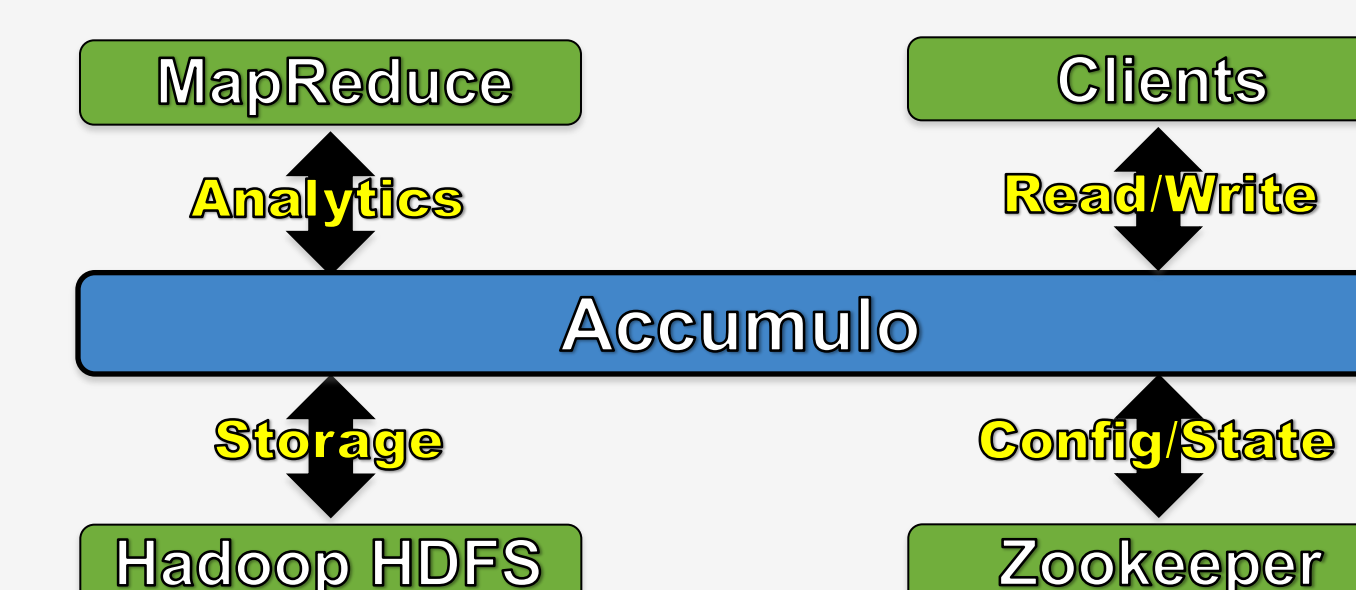 MapReduce
Clients
Analytics
Read/Write
Accumulo
Storage
Config/State
Hadoop HDFS
Zookeeper